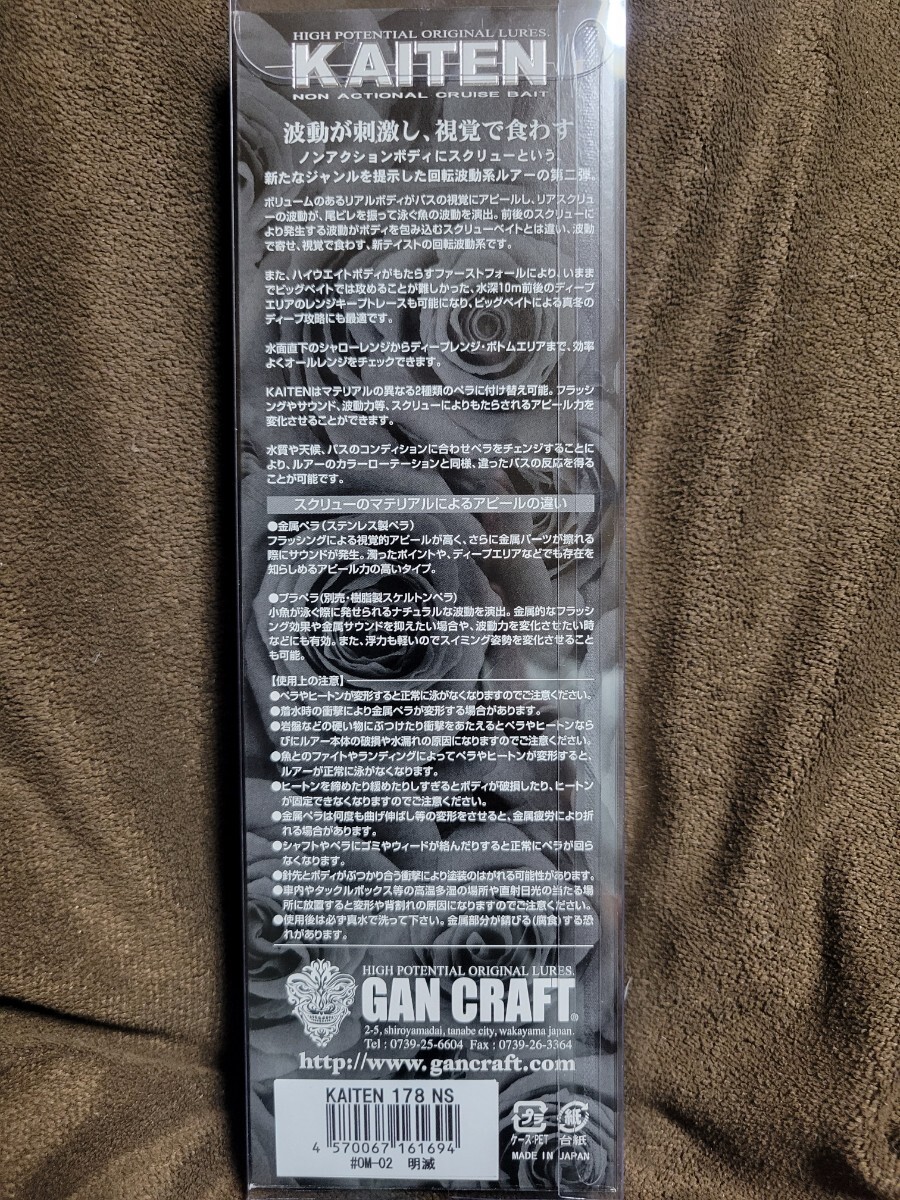 HIGH POTENTIAL ORIGINAL LURES.
KAITEN
NON ACTIONAL CRUISE BAIT
波動が刺激し、視覚で食わす
ノンアクションボディにスクリューという、
新たなジャンルを提示した回転波動系ルアーの第二弾。
ボリュームのあるリアルボディがバスの視覚にアピールし、リアスクリュ
ーの波動が、尾ビレを振って泳ぐ魚の波動を演出。前後のスクリューに
より発生する波動がボディを包み込むスクリューベイトとは違い、波動
で寄せ、視覚で食わす、新テイストの回転波動系です。
また、ハイウエイトボディがもたらすファーストフォールにより、いまま
でビッグベイトでは攻めることが難しかった、水深10m前後のディープ
エリアのレンジキープトレースも可能になり、ビッグベイトによる真冬の
ディープ攻略にも最適です。
水面直下のシャローレンジからディープレンジ・ボトムエリアまで、効率
よくオールレンジをチェックできます。
KAITENはマテリアルの異なる2種類のペラに付け替え可能。フラッシ
ングやサウンド、波動力等、スクリューによりもたらされるアピール力を
変化させることができます。
水質や天候、バスのコンディションに合わせペラをチェンジすることに
より、ルアーのカラーローテーションと同様、違ったバスの反応を得る
ことが可能です。
スクリューのマテリアルによるアピールの違い
●金属ペラ(ステンレス製ペラ)
フラッシングによる視覚的アピールが高く、さらに金属パーツが擦れる
際にサウンドが発生。濁ったポイントや、ディープエリアなどでも存在を
知らしめるアピール力の高いタイプ。
●プラペラ(別売・樹脂製スケルトンペラ)
小魚が泳ぐ際に発せられるナチュラルな波動を演出。金属的なフラッシ
ング効果や金属サウンドを抑えたい場合や、波動力を変化させたい時
などにも有効。また、浮力も軽いのでスイミング姿勢を変化させること
も可能。
【使用上の注意】
●ペラやヒートンが変形すると正常に泳がなくなりますのでご注意ください。
●着水時の衝撃により金属ペラが変形する場合があります。
●岩盤などの硬い物にぶつけたり衝撃をあたえるとペラやヒートンなら
びにルアー本体の破損や水漏れの原因になりますのでご注意ください。
●魚とのファイトやランディングによってペラやヒートンが変形すると、
ルアーが正常に泳がなくなります。
●ヒートンを締めたり緩めたりしすぎるとボディが破損したり、ヒートン
が固定できなくなりますのでご注意ください。
●金属ペラは何度も曲げ伸ばし等の変形をさせると、金属疲労により折
れる場合があります。
●シャフトやペラにゴミやウィードが絡んだりすると正常にペラが回ら
なくなります。
●針先とボディがぶつかり合う衝撃により塗装のはがれる可能性があります。
●車内やタックルボックス等の高温多湿の場所や直射日光の当たる場
所に放置すると変形や背割れの原因になりますのでご注意ください。
●使用後は必ず真水で洗って下さい。金属部分が錆びる(腐食)する恐
れがあります。
HIGH POTENTIAL ORIGINAL LURES.
GAN CRAFT®
2-5, shiroyamadai, tanabe city, wakayama japan.
Tel : 0739-25-6604 Fax : 0739-26-3364
http://www.gancraft.com
KAITEN 178 NS
4 570067 161694
#OM-02 明滅
プラ 紙
ケース:PET 台紙
MADE IN JAPAN